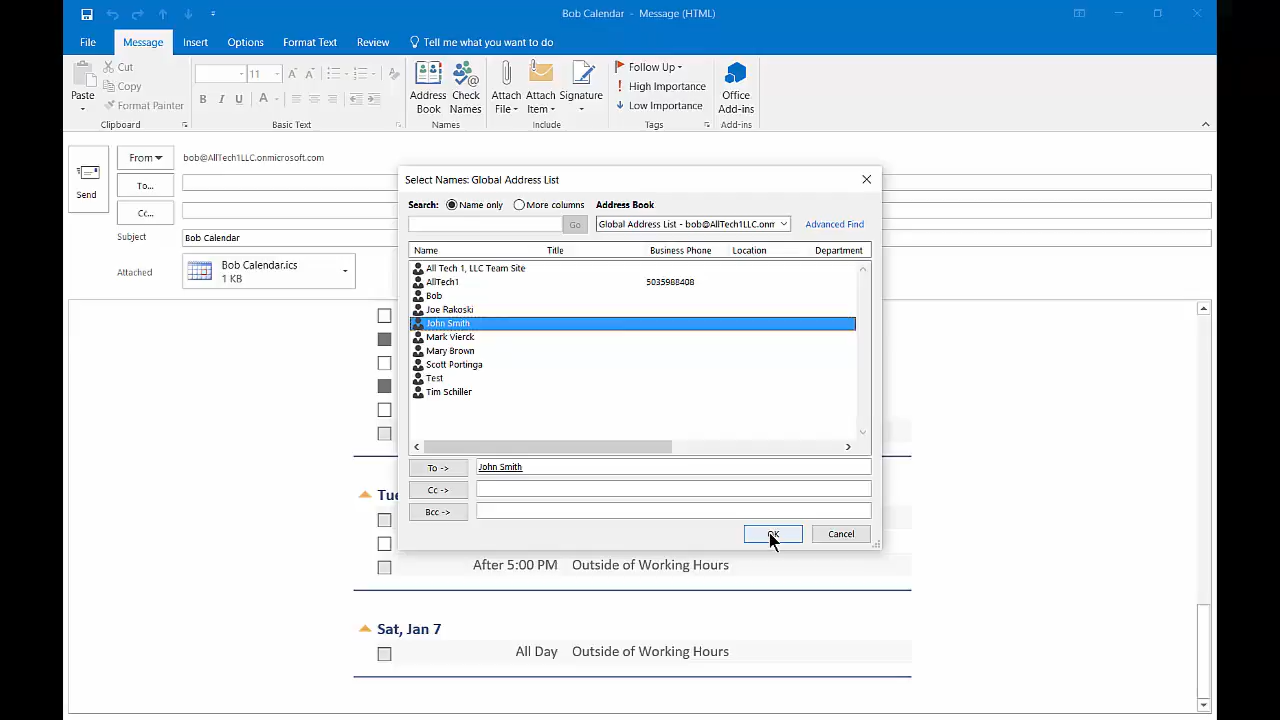 Bob Calendar - Message (HTML)
File Message Insert Options Format Text Review Tell me what you want to do
Paste
Cut
Copy
Format Painter
Clipboard
11
B I U A
Basic Text
Address Book
Check Names
Names
Attach File
Attach Item
Signature
Include
Follow Up
High Importance
Low Importance
Tags
Office Add-ins
Add-ins
Send
From bob@AllTech1LLC.onmicrosoft.com
To...
Cc...
Subject Bob Calendar
Attached
Bob Calendar.ics
1 KB
Select Names: Global Address List
Search: Name only More columns Address Book
Go Global Address List - bob@AllTech1LLC.onm Advanced Find
Name Title Business Phone Location Department
All Tech 1, LLC Team Site
AllTech1 5035988408
Bob
Joe Rakoski
John Smith
Mark Vierck
Mary Brown
Scott Portinga
Test
Tim Schiller
To -> John Smith
Cc ->
Bcc ->
OK Cancel
Tue
After 5:00 PM Outside of Working Hours
Sat, Jan 7
All Day Outside of Working Hours